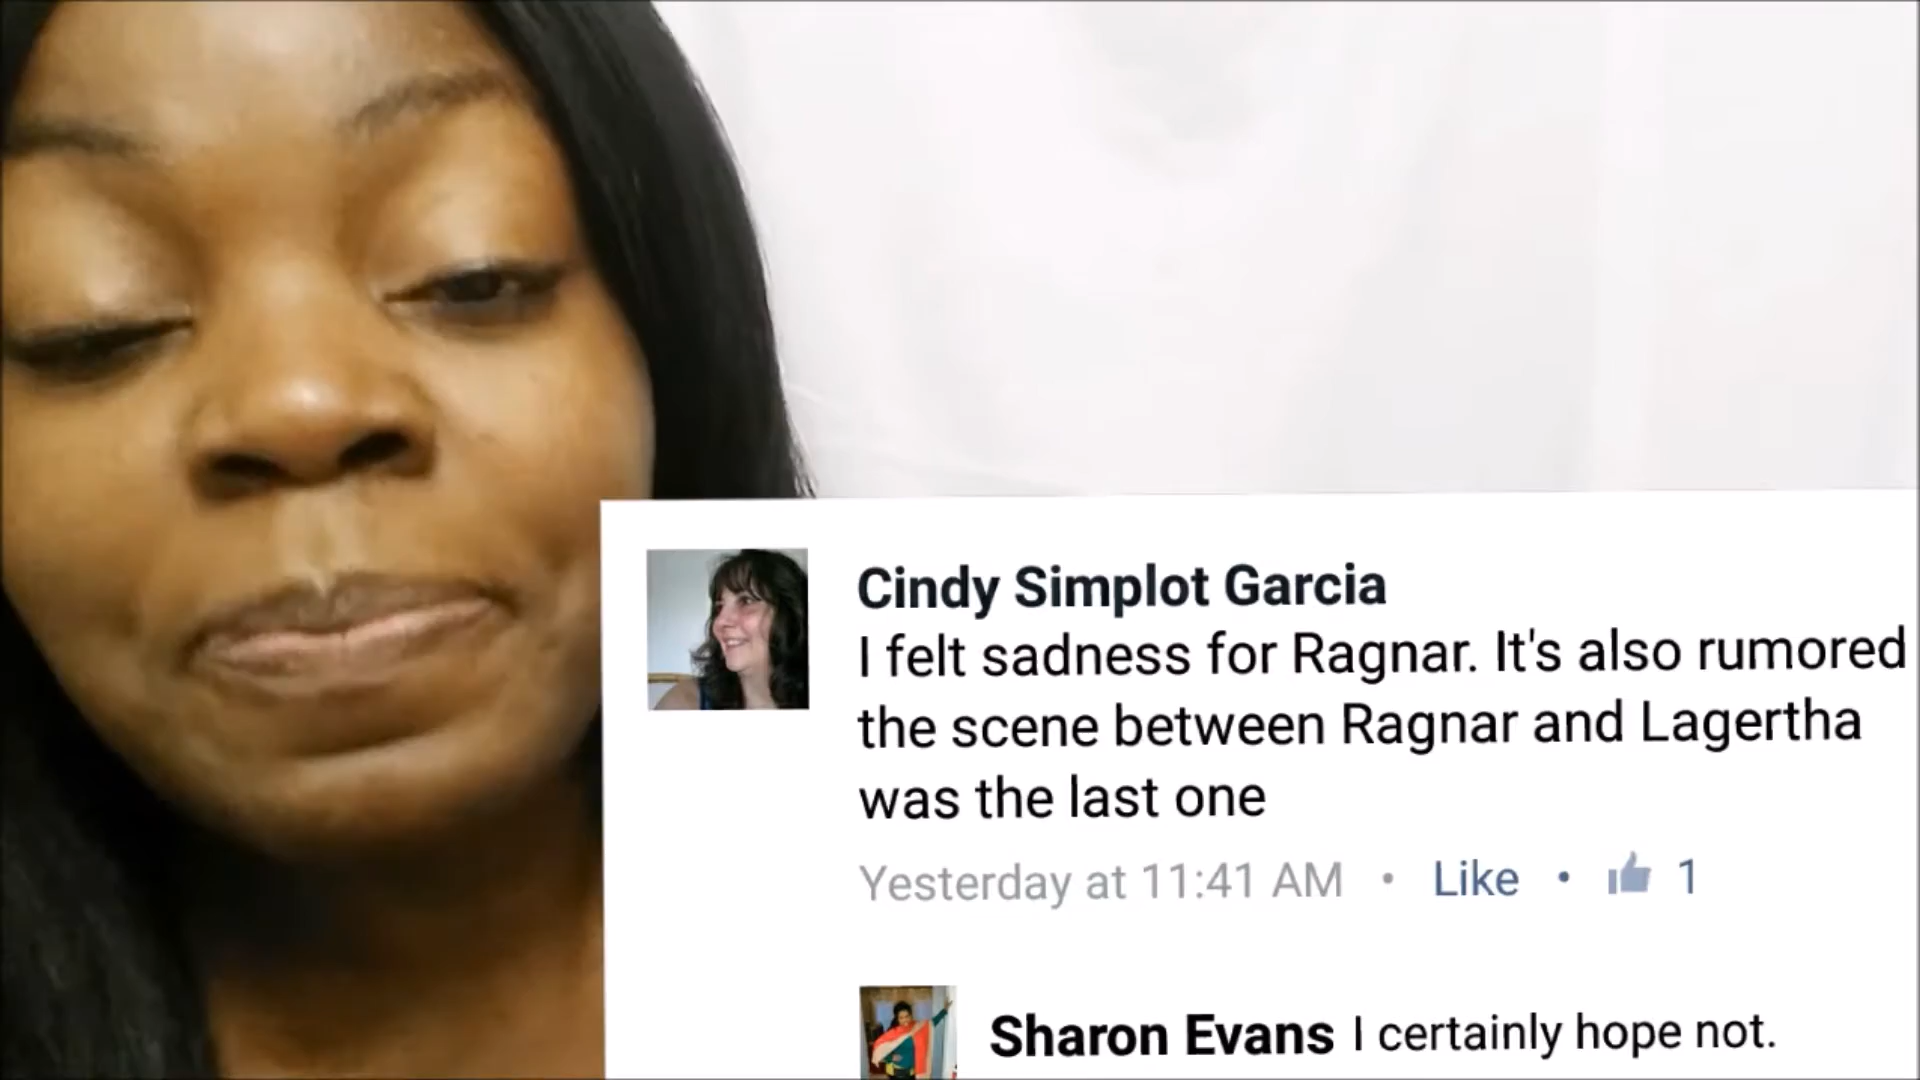 Cindy Simplot Garcia
I felt sadness for Ragnar. It's also rumored
the scene between Ragnar and Lagertha
was the last one
Yesterday at 11:41 AM • Like • 1
Sharon Evans I certainly hope not.